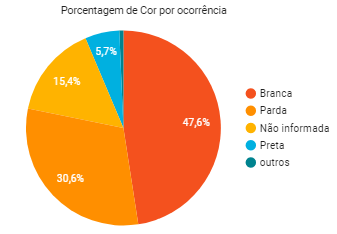 Porcentagem de Cor por ocorrência
5,7%
15,4%
47,6%
30,6%
Branca
Parda
Não informada
Preta
outros